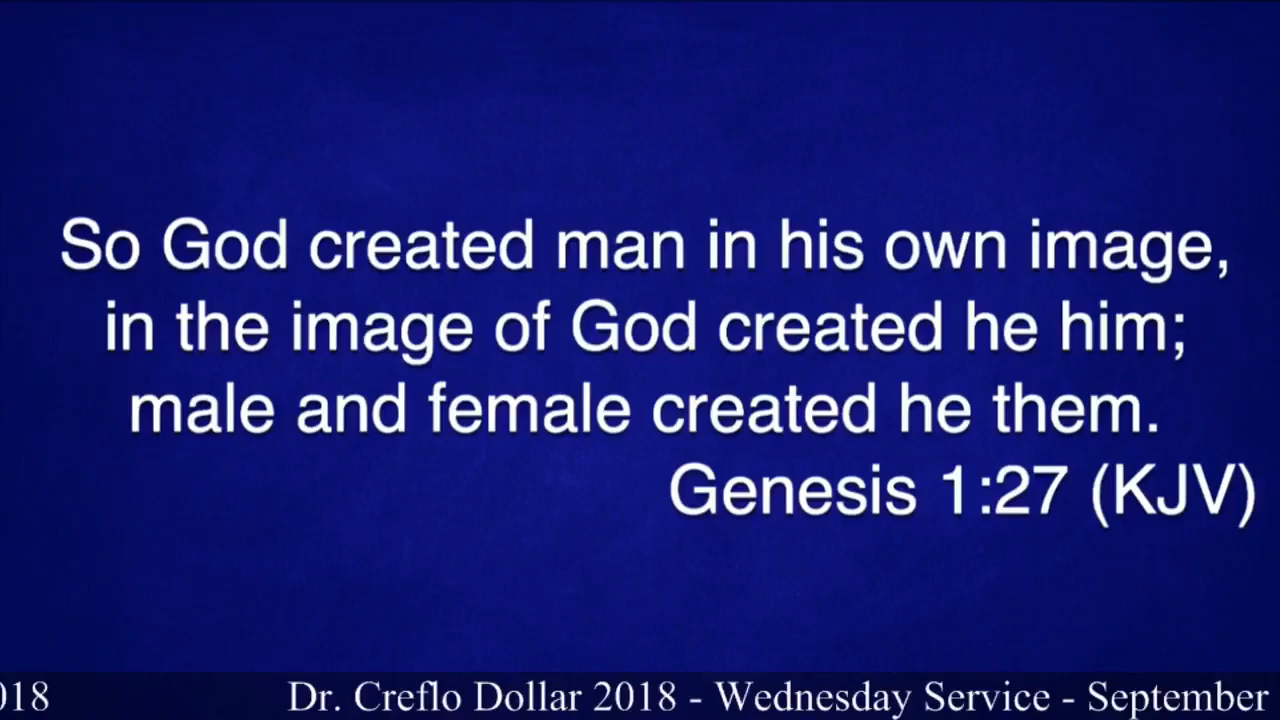 So God created man in his own image,
in the image of God created he him;
male and female created he them.
Genesis 1:27 (KJV)
018 Dr. Creflo Dollar 2018 - Wednesday Service - September